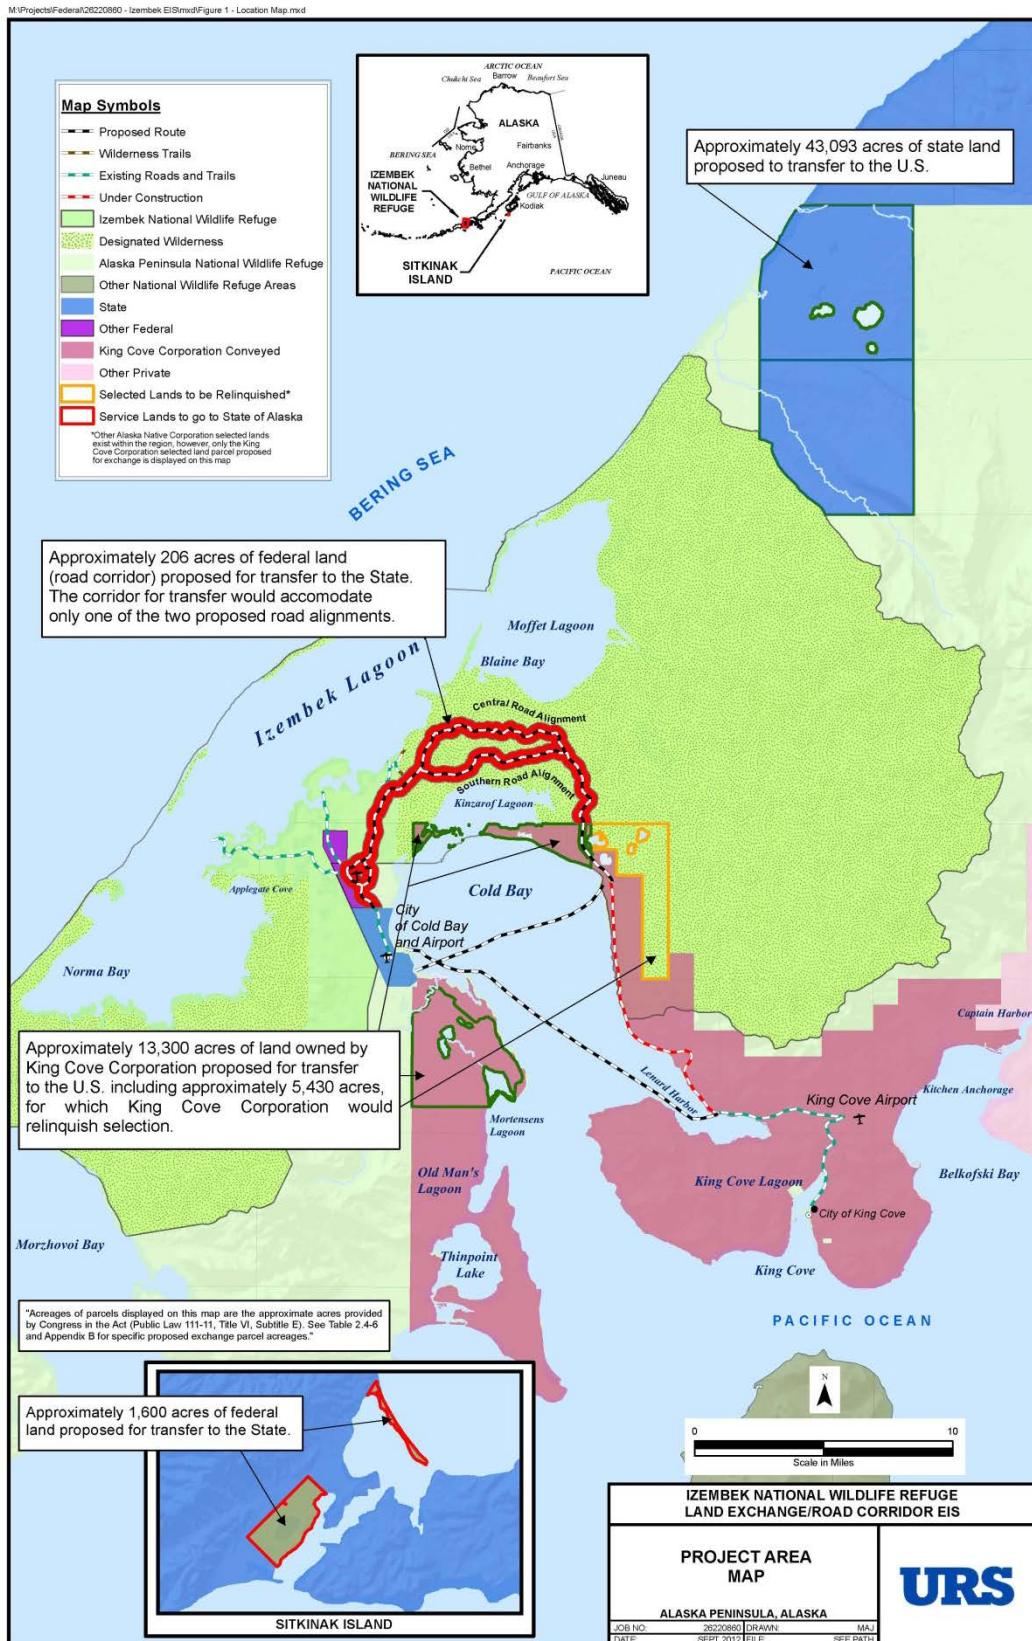 M:\Projects\Federal\26220860 - Izembek EIS\mxd\Figure 1 - Location Map.mxd
Map Symbols
Proposed Route
Wilderness Trails
Existing Roads and Trails
Under Construction
Izembek National Wildlife Refuge
Designated Wilderness
Alaska Peninsula National Wildlife Refuge
Other National Wildlife Refuge Areas
State
Other Federal
King Cove Corporation Conveyed
Other Private
Selected Lands to be Relinquished*
Service Lands to go to State of Alaska
*Other Alaska Native Corporation selected lands
exist within the region, however, only the King
Cove Corporation selected land parcel proposed
for exchange is displayed on this map
ARCTIC OCEAN
Chukchi Sea
Barrow
Beaufort Sea
ALASKA
Nome
Fairbanks
BERING SEA
Bethel
Anchorage
Juneau
IZEMBEK
NATIONAL
WILDLIFE
REFUGE
GULF OF ALASKA
Kodiak
SITKINAK
ISLAND
PACIFIC OCEAN
Approximately 43,093 acres of state land
proposed to transfer to the U.S.
BERING SEA
Approximately 206 acres of federal land
(road corridor) proposed for transfer to the State.
The corridor for transfer would accomodate
only one of the two proposed road alignments.
Moffet Lagoon
Blaine Bay
Izembek Lagoon
Central Road Alignment
Southern Road Alignment
Kinzarof Lagoon
Applegate Cove
Cold Bay
City
of Cold Bay
and Airport
Norma Bay
Captain Harbor
Approximately 13,300 acres of land owned by
King Cove Corporation proposed for transfer
to the U.S. including approximately 5,430 acres,
for which King Cove Corporation would
relinquish selection.
Lenard Harbor
Kitchen Anchorage
King Cove Airport
Mortensens
Lagoon
Old Man's
Lagoon
King Cove Lagoon
Belkofski Bay
City of King Cove
Morzhovoi Bay
Thinpoint
Lake
King Cove
"Acreages of parcels displayed on this map are the approximate acres provided
by Congress in the Act (Public Law 111-11, Title VI, Subtitle E). See Table 2.4-6
and Appendix B for specific proposed exchange parcel acreages."
PACIFIC OCEAN
Approximately 1,600 acres of federal
land proposed for transfer to the State.
SITKINAK ISLAND
N
0 10
Scale in Miles
IZEMBEK NATIONAL WILDLIFE REFUGE
LAND EXCHANGE/ROAD CORRIDOR EIS
PROJECT AREA
MAP
ALASKA PENINSULA, ALASKA
URS
JOB NO: 26220860 DRAWN: MAJ
DATE: SEPT 2012 FILE: SEE PATH